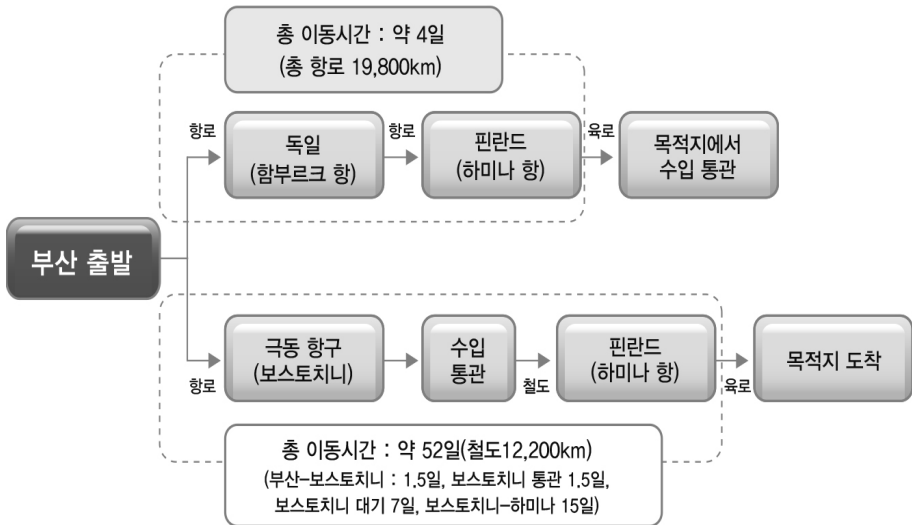 총 이동시간 : 약 4일
(총 항로 19,800km)
항로
독일
(함부르크 항)
항로
핀란드
(하미나 항)
육로
목적지에서
수입 통관
부산 출발
항로
극동 항구
(보스토치니)
수입
통관
철도
핀란드
(하미나 항)
육로
목적지 도착
총 이동시간 : 약 52일(철도12,200km)
(부산-보스토치니 : 1.5일, 보스토치니 통관 1.5일,
보스토치니 대기 7일, 보스토치니-하미나 15일)